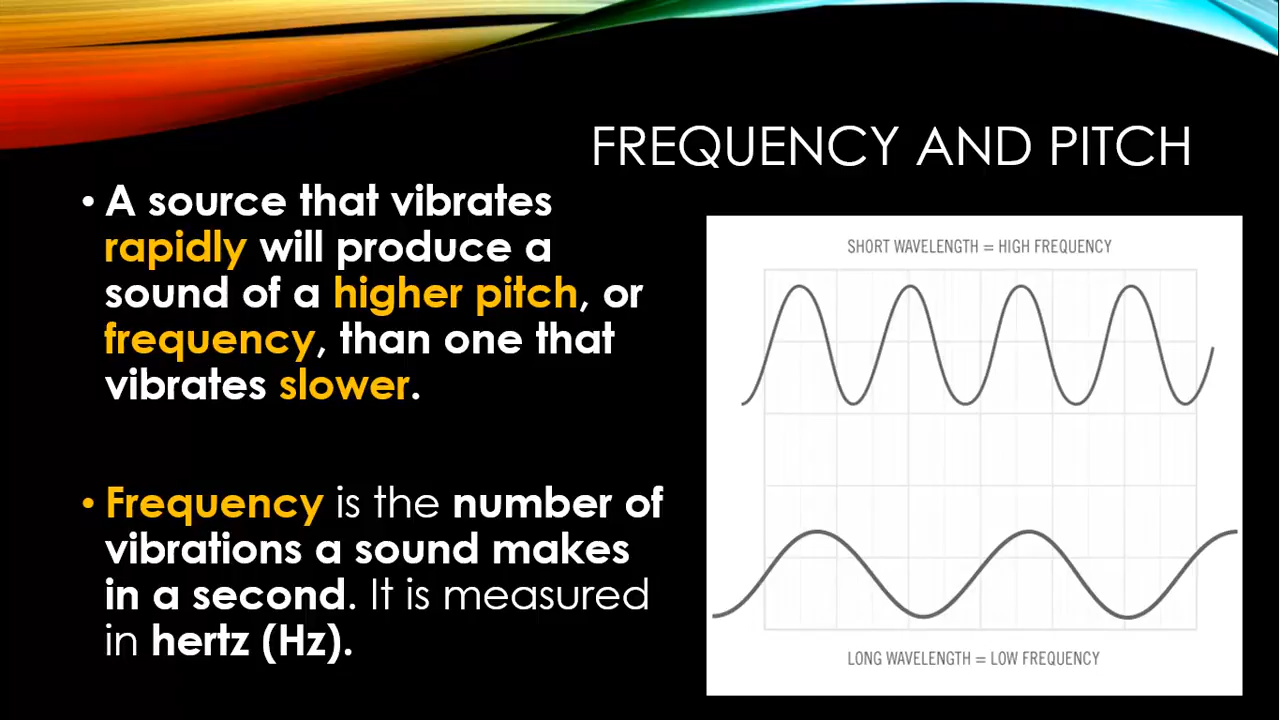 FREQUENCY AND PITCH
• A source that vibrates
rapidly will produce a
sound of a higher pitch, or
frequency, than one that
vibrates slower.
• Frequency is the number of
vibrations a sound makes
in a second. It is measured
in hertz (Hz).
SHORT WAVELENGTH = HIGH FREQUENCY
LONG WAVELENGTH = LOW FREQUENCY